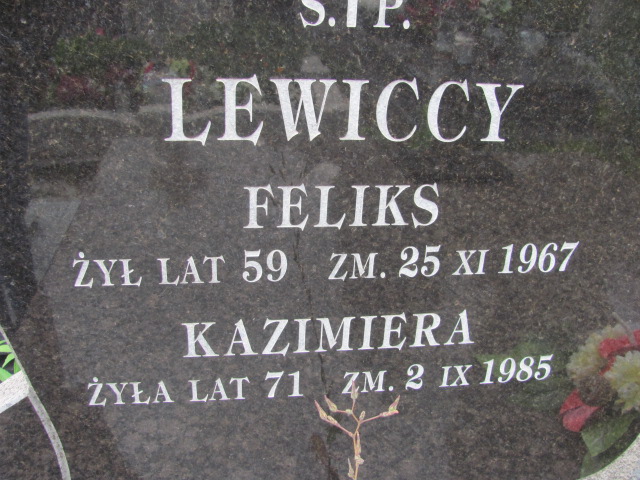 Ś.†P.
LEWICCY
FELIKS
ŻYŁ LAT 59 ZM. 25 XI 1967
KAZIMIERA
ŻYŁA LAT 71 ZM. 2 IX 1985